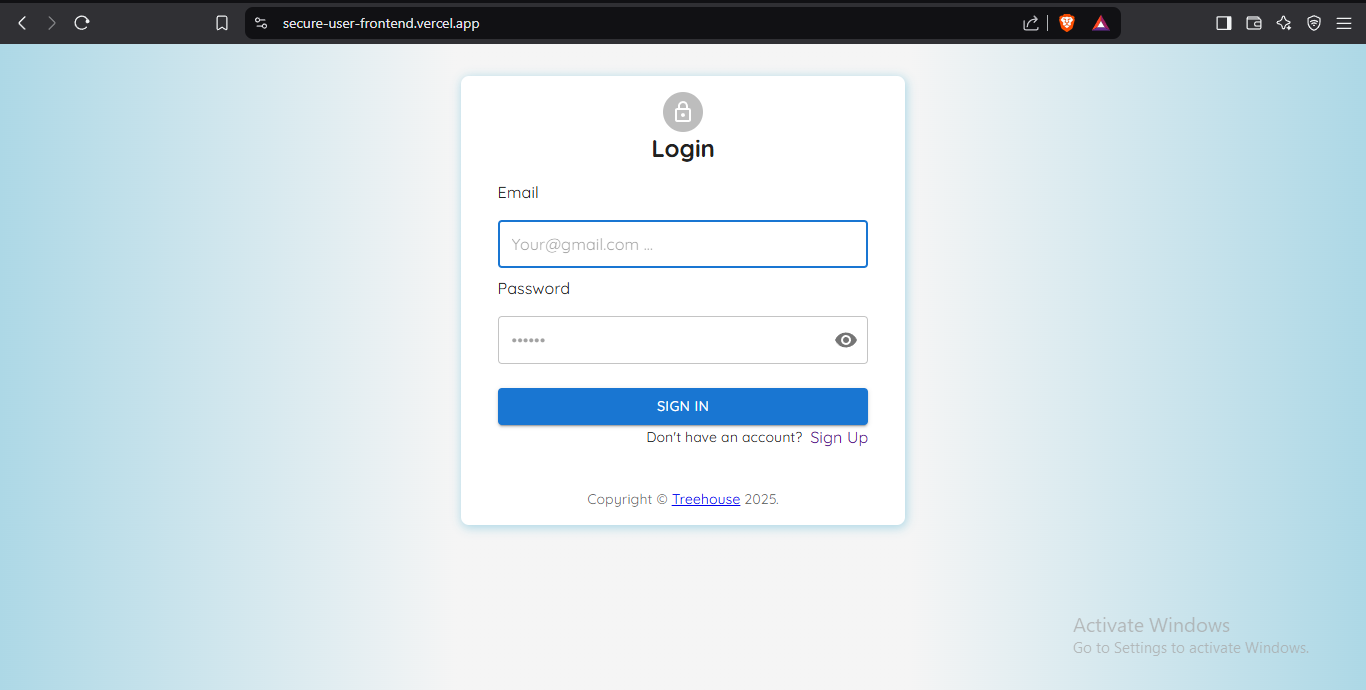 secure-user-frontend.vercel.app
Login
Email
Your@gmail.com ...
Password
••••••
SIGN IN
Don't have an account? Sign Up
Copyright © Treehouse 2025.
Activate Windows
Go to Settings to activate Windows.